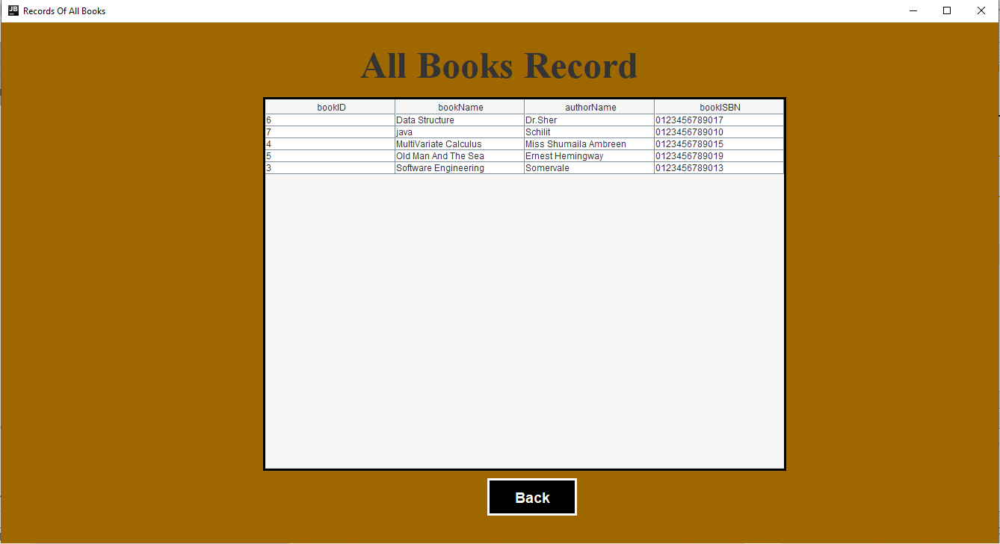 JB Records Of All Books
All Books Record
bookID bookName authorName bookISBN
6 Data Structure Dr.Sher 0123456789017
7 java Schilit 0123456789010
4 MultiVariate Calculus Miss Shumaila Ambreen 0123456789015
5 Old Man And The Sea Ernest Hemingway 0123456789019
3 Software Engineering Somervale 0123456789013
Back